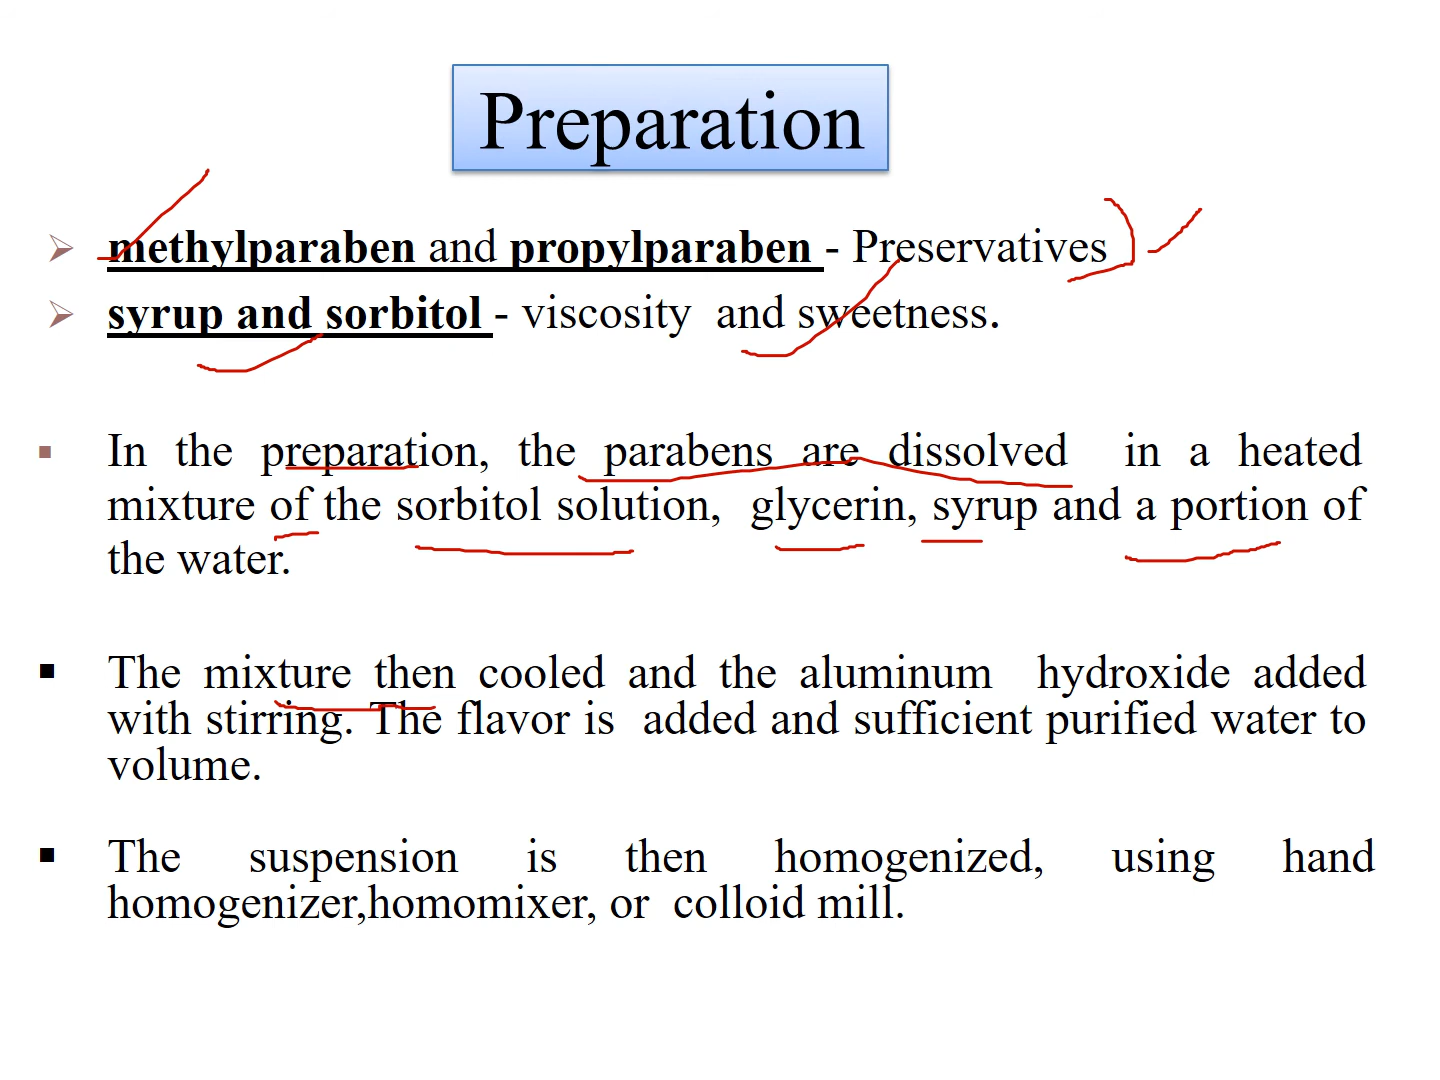 Preparation
methylparaben and propylparaben - Preservatives
syrup and sorbitol - viscosity and sweetness.
In the preparation, the parabens are dissolved in a heated
mixture of the sorbitol solution, glycerin, syrup and a portion of
the water.
The mixture then cooled and the aluminum hydroxide added
with stirring. The flavor is added and sufficient purified water to
volume.
The suspension is then homogenized, using hand
homogenizer,homomixer, or colloid mill.